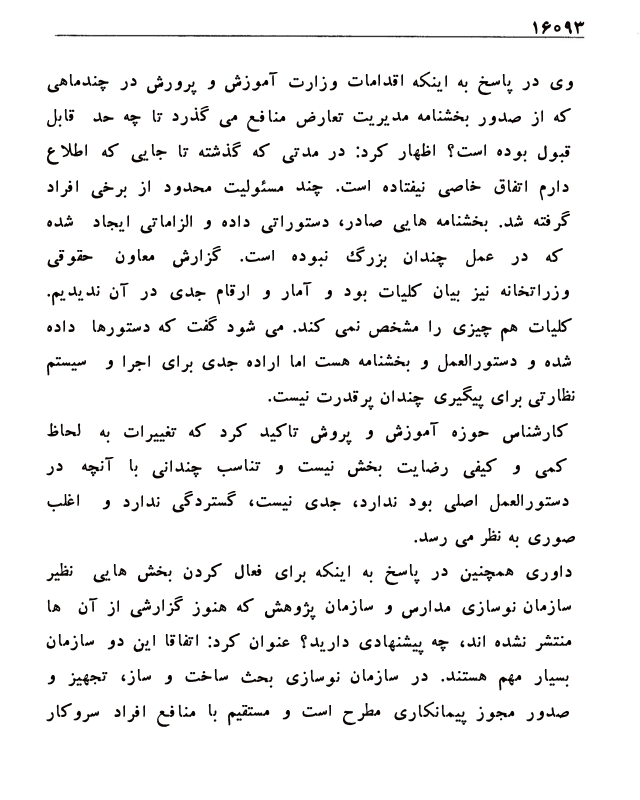 ۱۶۰۹۳
وی در پاسخ به اینکه اقدامات وزارت آموزش و پرورش در چندماهی
که از صدور بخشنامه مدیریت تعارض منافع می گذرد تا چه حد قابل
قبول بوده است؟ اظهار کرد: در مدتی که گذشته تا جایی که اطلاع
دارم اتفاق خاصی نیفتاده است. چند مسئولیت محدود از برخی افراد
گرفته شد. بخشنامه هایی صادر، دستوراتی داده و الزاماتی ایجاد شده
که در عمل چندان بزرگ نبوده است. گزارش معاون حقوقی
وزراتخانه نیز بیان کلیات بود و آمار و ارقام جدی در آن ندیدیم.
کلیات هم چیزی را مشخص نمی کند. می شود گفت که دستورها داده
شده و دستورالعمل و بخشنامه هست اما اراده جدی برای اجرا و سیستم
نظارتی برای پیگیری چندان پرقدرت نیست.
کارشناس حوزه آموزش و پروش تاکید کرد که تغییرات به لحاظ
کمی و کیفی رضایت بخش نیست و تناسب چندانی با آنچه در
دستورالعمل اصلی بود ندارد، جدی نیست، گستردگی ندارد و اغلب
صوری به نظر می رسد.
داوری همچنین در پاسخ به اینکه برای فعال کردن بخش هایی نظیر
سازمان نوسازی مدارس و سازمان پژوهش که هنوز گزارشی از آن ها
منتشر نشده اند، چه پیشنهادی دارید؟ عنوان کرد: اتفاقا این دو سازمان
بسیار مهم هستند. در سازمان نوسازی بحث ساخت و ساز، تجهیز و
صدور مجوز پیمانکاری مطرح است و مستقیم با منافع افراد سروکار